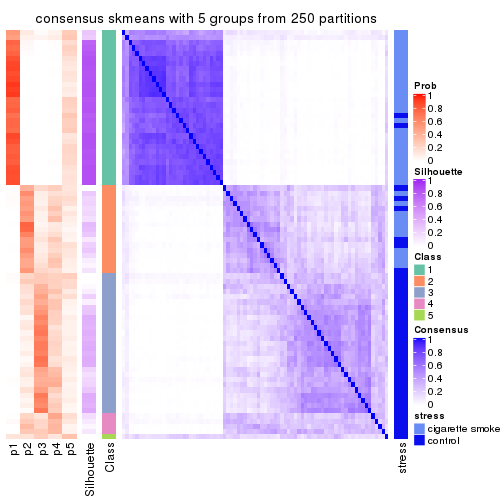 consensus skmeans with 5 groups from 250 partitions
Prob
1
0.8
0.6
0.4
0.2
0
Silhouette
1
0.8
0.6
0.4
0.2
0
Class
1
2
3
4
5
Consensus
1
0.8
0.6
0.4
0.2
0
stress
cigarette smoke
control
p1
p2
p3
p4
p5
Silhouette
Class
stress